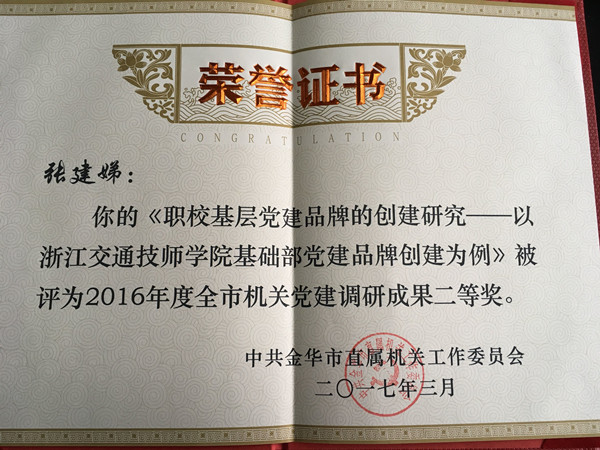 荣誉证书
CONGRATULATION
张建娣：
你的《职校基层党建品牌的创建研究——以
浙江交通技师学院基础部党建品牌创建为例》被
评为2016年度全市机关党建调研成果二等奖。
中共金华市直属机关工作委员会
二〇一七年三月